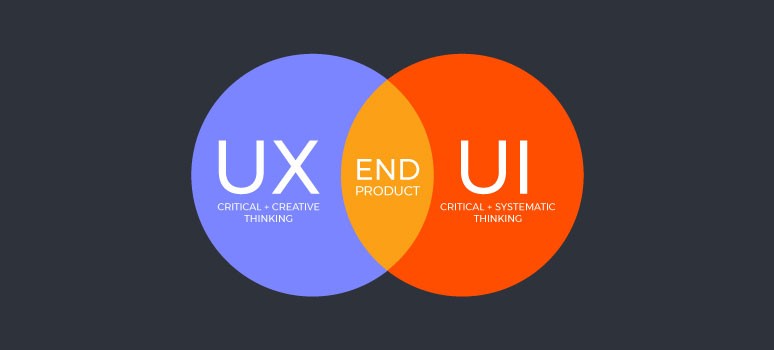 UX
CRITICAL + CREATIVE
THINKING
END
PRODUCT
UI
CRITICAL + SYSTEMATIC
THINKING